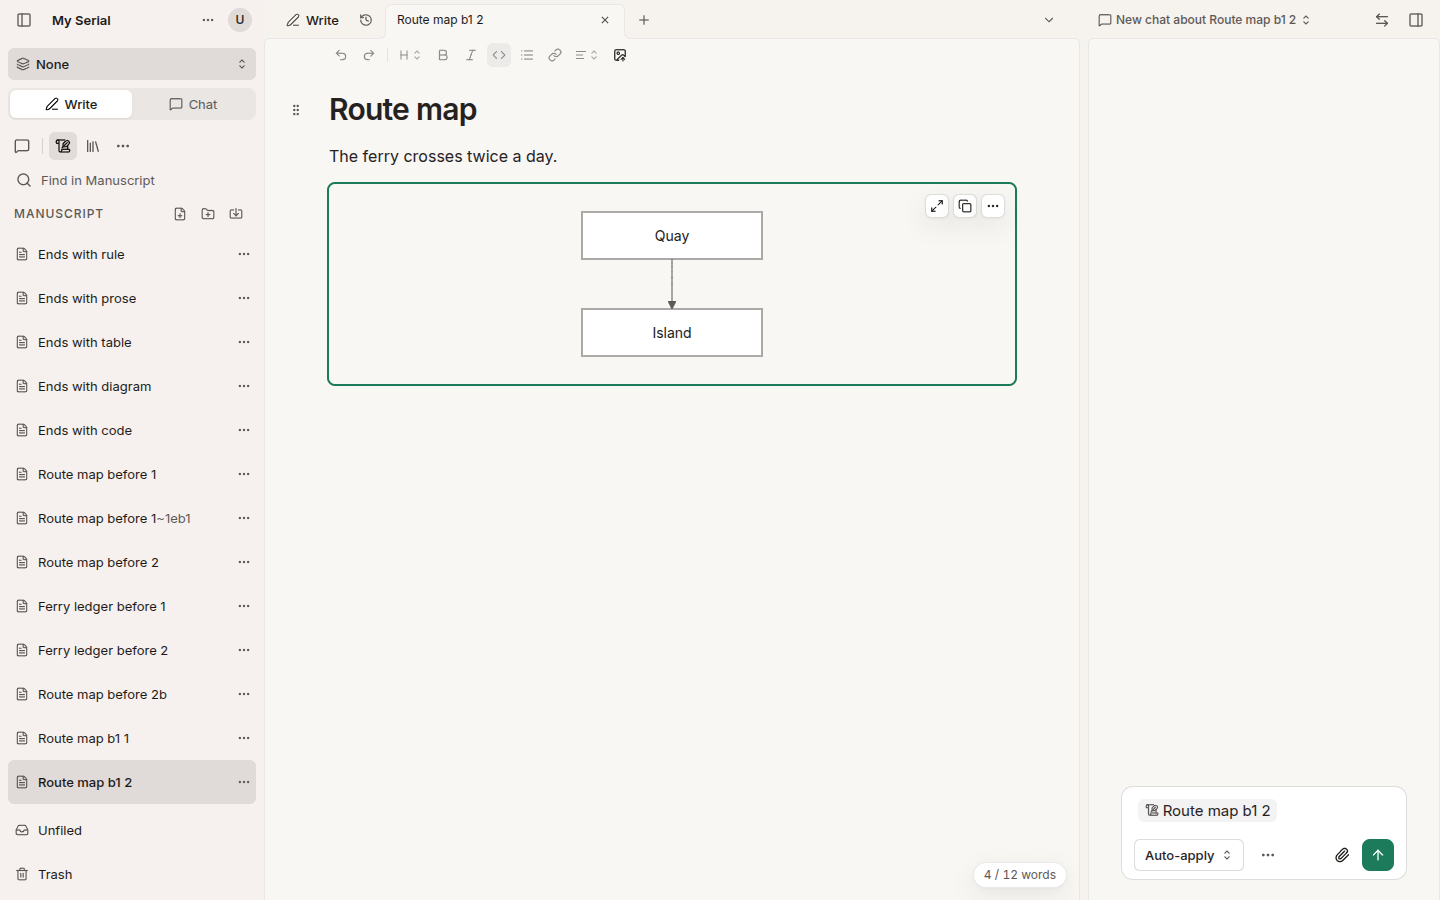 My Serial
U
None
Write
Chat
Find in Manuscript
MANUSCRIPT
Ends with rule
Ends with prose
Ends with table
Ends with diagram
Ends with code
Route map before 1
Route map before 1~1eb1
Route map before 2
Ferry ledger before 1
Ferry ledger before 2
Route map before 2b
Route map b1 1
Route map b1 2
Unfiled
Trash
Write
Route map b1 2
H
B
I
Route map
The ferry crosses twice a day.
Quay
Island
4 / 12 words
New chat about Route map b1 2
Route map b1 2
Auto-apply